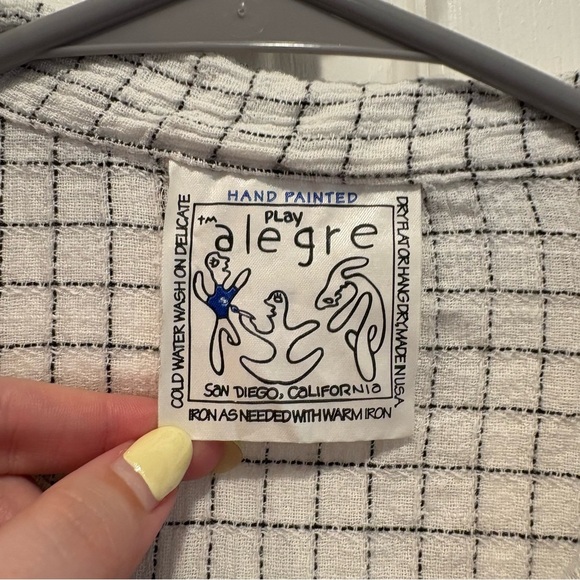 HAND PAINTED
™ PLAY
alegre
SAN DIEGO, CALIFORNIA
COLD WATER WASH ON DELICATE
DRY FLAT OR HANG DRY, MADE IN U.S.A.
IRON AS NEEDED WITH WARM IRON